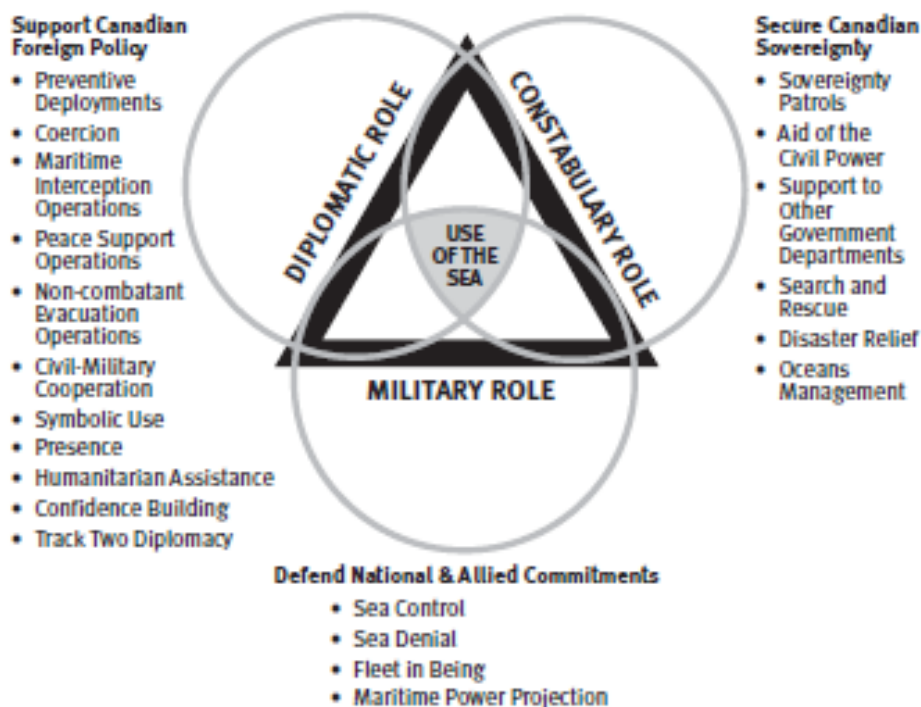 Support Canadian
Foreign Policy
• Preventive
Deployments
• Coercion
• Maritime
Interception
Operations
• Peace Support
Operations
• Non-combatant
Evacuation
Operations
• Civil-Military
Cooperation
• Symbolic Use
• Presence
• Humanitarian Assistance
• Confidence Building
• Track Two Diplomacy
DIPLOMATIC ROLE
CONSTABULARY ROLE
USE
OF THE
SEA
MILITARY ROLE
Secure Canadian
Sovereignty
• Sovereignty
Patrols
• Aid of the
Civil Power
• Support to
Other
Government
Departments
• Search and
Rescue
• Disaster Relief
• Oceans
Management
Defend National & Allied Commitments
• Sea Control
• Sea Denial
• Fleet in Being
• Maritime Power Projection